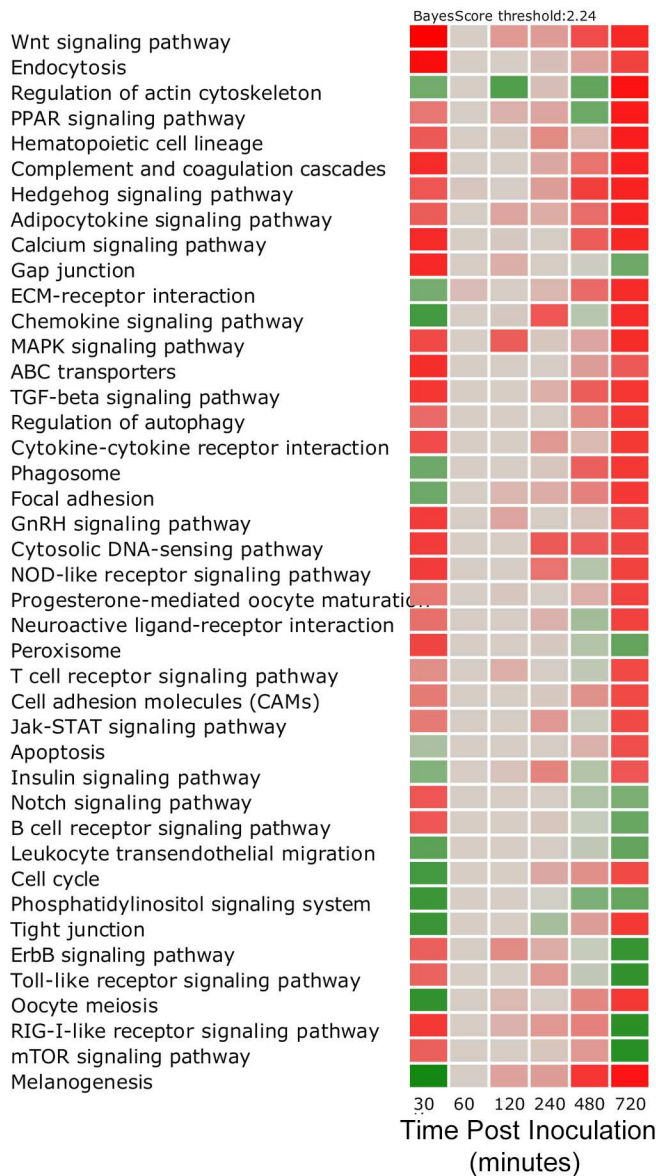 BayesScore threshold:2.24
Wnt signaling pathway
Endocytosis
Regulation of actin cytoskeleton
PPAR signaling pathway
Hematopoietic cell lineage
Complement and coagulation cascades
Hedgehog signaling pathway
Adipocytokine signaling pathway
Calcium signaling pathway
Gap junction
ECM-receptor interaction
Chemokine signaling pathway
MAPK signaling pathway
ABC transporters
TGF-beta signaling pathway
Regulation of autophagy
Cytokine-cytokine receptor interaction
Phagosome
Focal adhesion
GnRH signaling pathway
Cytosolic DNA-sensing pathway
NOD-like receptor signaling pathway
Progesterone-mediated oocyte maturation
Neuroactive ligand-receptor interaction
Peroxisome
T cell receptor signaling pathway
Cell adhesion molecules (CAMs)
Jak-STAT signaling pathway
Apoptosis
Insulin signaling pathway
Notch signaling pathway
B cell receptor signaling pathway
Leukocyte transendothelial migration
Cell cycle
Phosphatidylinositol signaling system
Tight junction
ErbB signaling pathway
Toll-like receptor signaling pathway
Oocyte meiosis
RIG-I-like receptor signaling pathway
mTOR signaling pathway
Melanogenesis
30 60 120 240 480 720
Time Post Inoculation
(minutes)